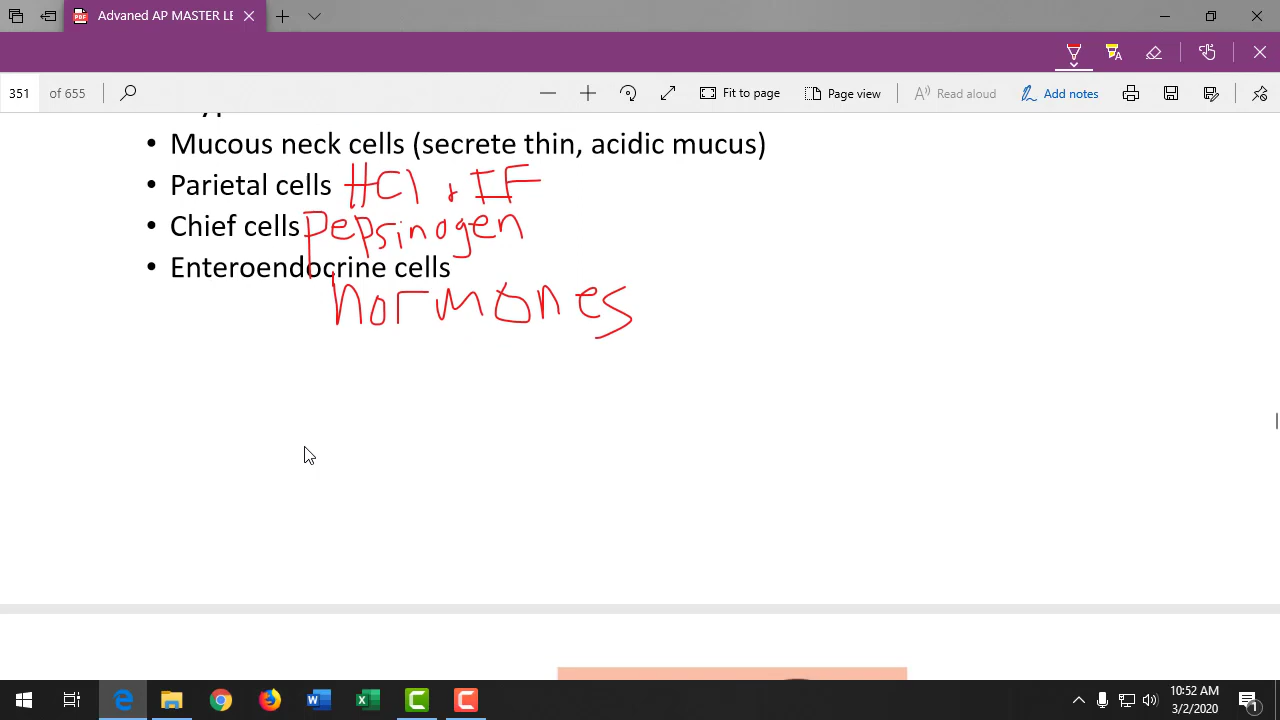 Advaned AP MASTER LE
351 of 655 Fit to page Page view Read aloud Add notes
• Mucous neck cells (secrete thin, acidic mucus)
• Parietal cells HCl + IF
• Chief cells pepsinogen
• Enteroendocrine cells
hormones
10:52 AM
3/2/2020